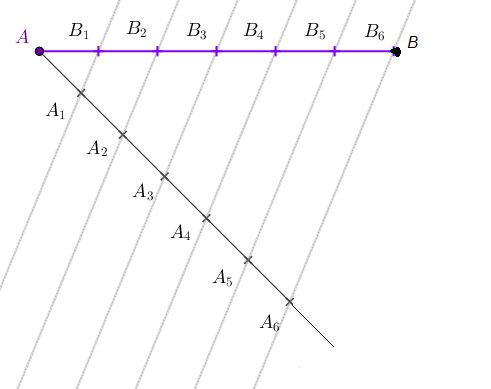 A B₁ B₂ B₃ B₄ B₅ B₆ B
A₁
A₂
A₃
A₄
A₅
A₆